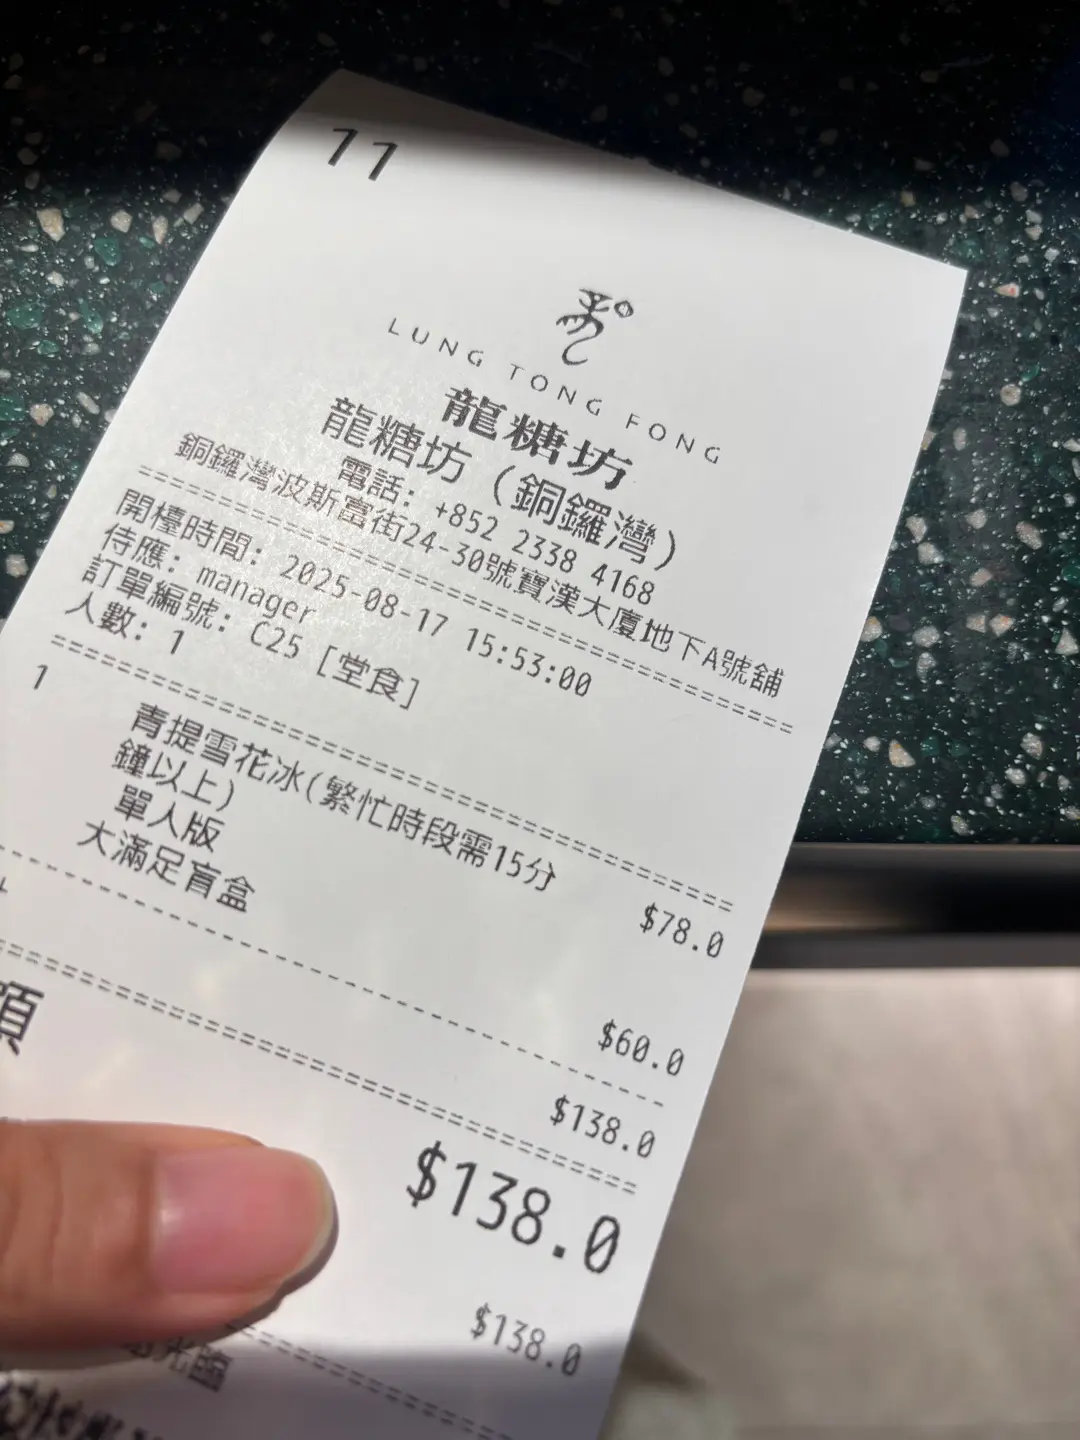 11
LUNG TONG FONG
龍糖坊
龍糖坊（銅鑼灣）
電話: +852 2338 4168
銅鑼灣波斯富街24-30號寶漢大廈地下A號舖
開檯時間: 2025-08-17 15:53:00
侍應: manager
訂單編號: C25 [堂食]
人數: 1
1
青提雪花冰(繁忙時段需15分
鐘以上)
$78.0
單人版
大滿足盲盒
$60.0
$138.0
$138.0
$138.0
光臨